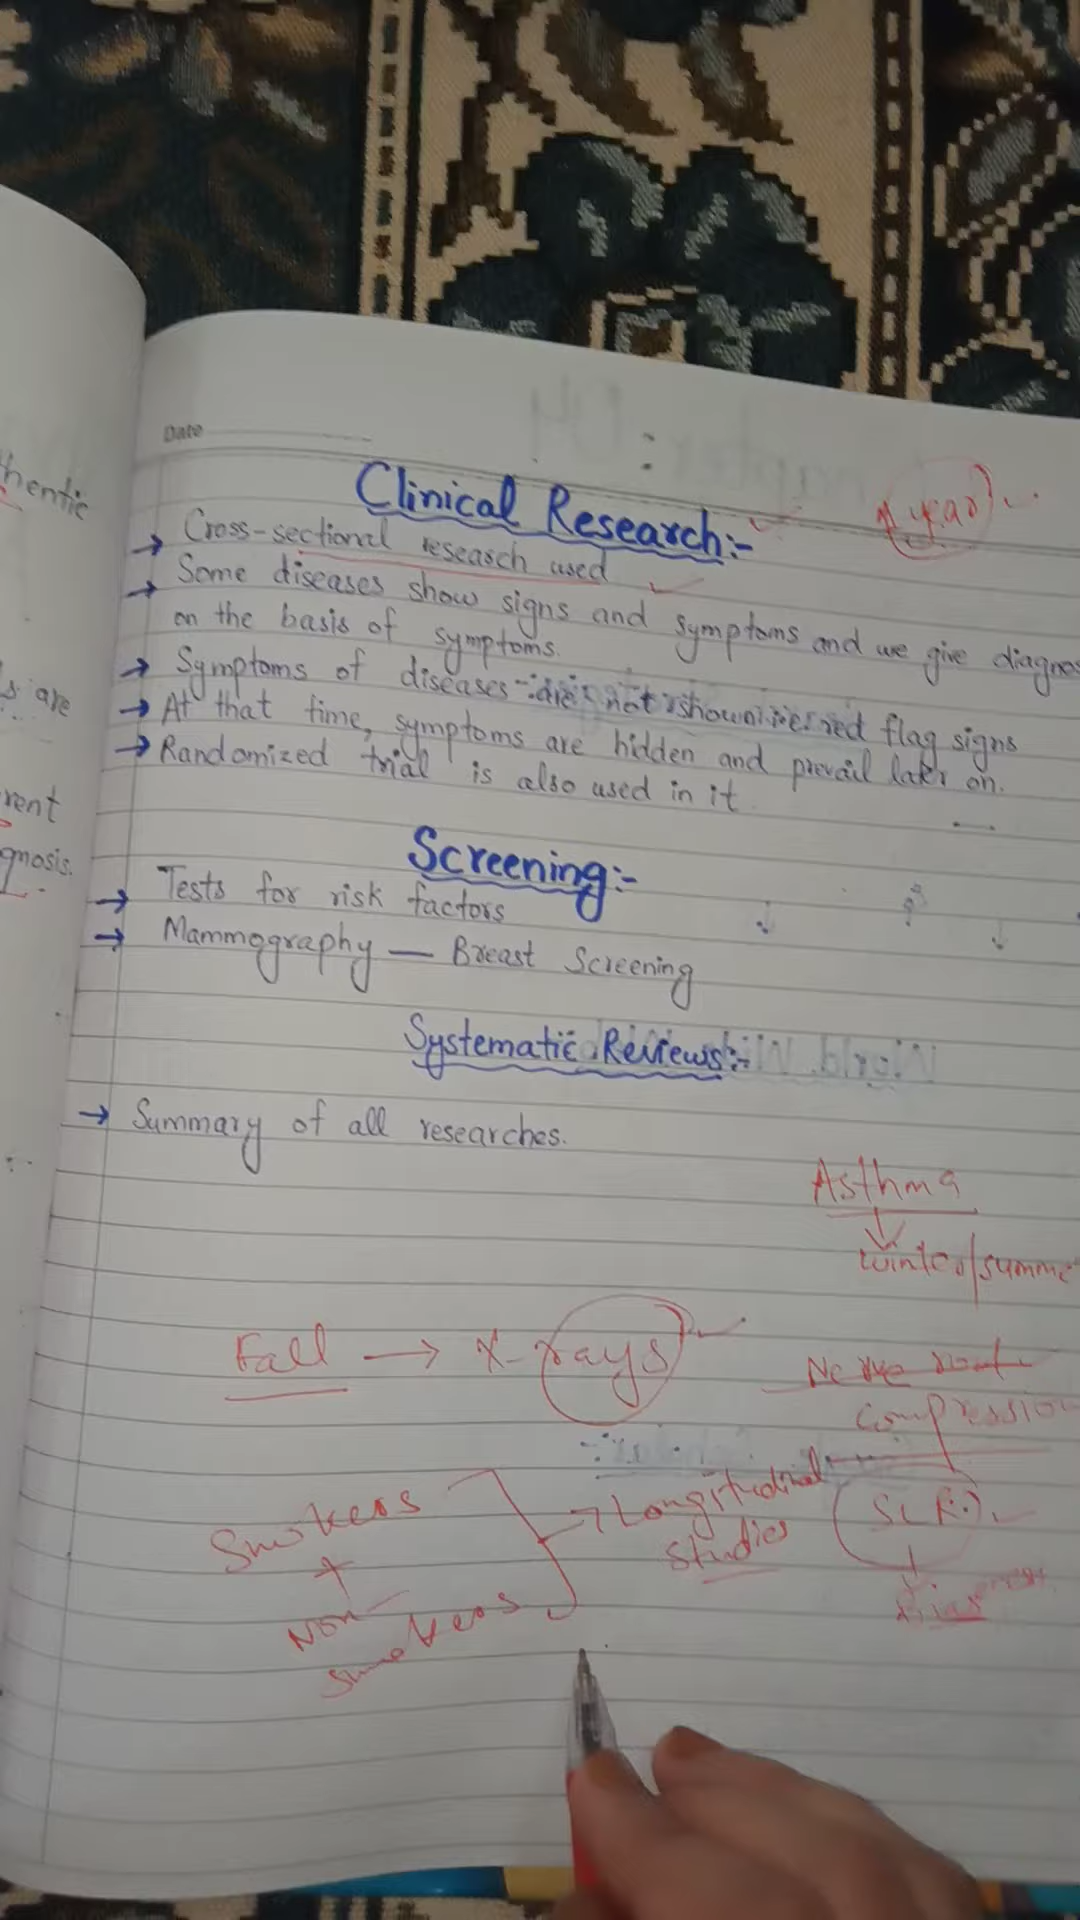 Date
hentic
Clinical Research:-
1 year
→ Cross-sectional research used
→ Some diseases show signs and symptoms and we give diagnos
on the basis of symptoms.
→ Symptoms of diseases not shown red flag signs
s are
→ At that time, symptoms are hidden and prevail later on.
→ Randomized trial is also used in it
rent
gnosis.
Screening:-
→ Tests for risk factors
→ Mammography — Breast Screening
Systematic Reviews:-
→ Summary of all researches.
Asthma
winter/summe
Fall → X-rays
Nerve root
compression
Smokers
+
Non
smokers
→ Longitudinal
studies
SLR